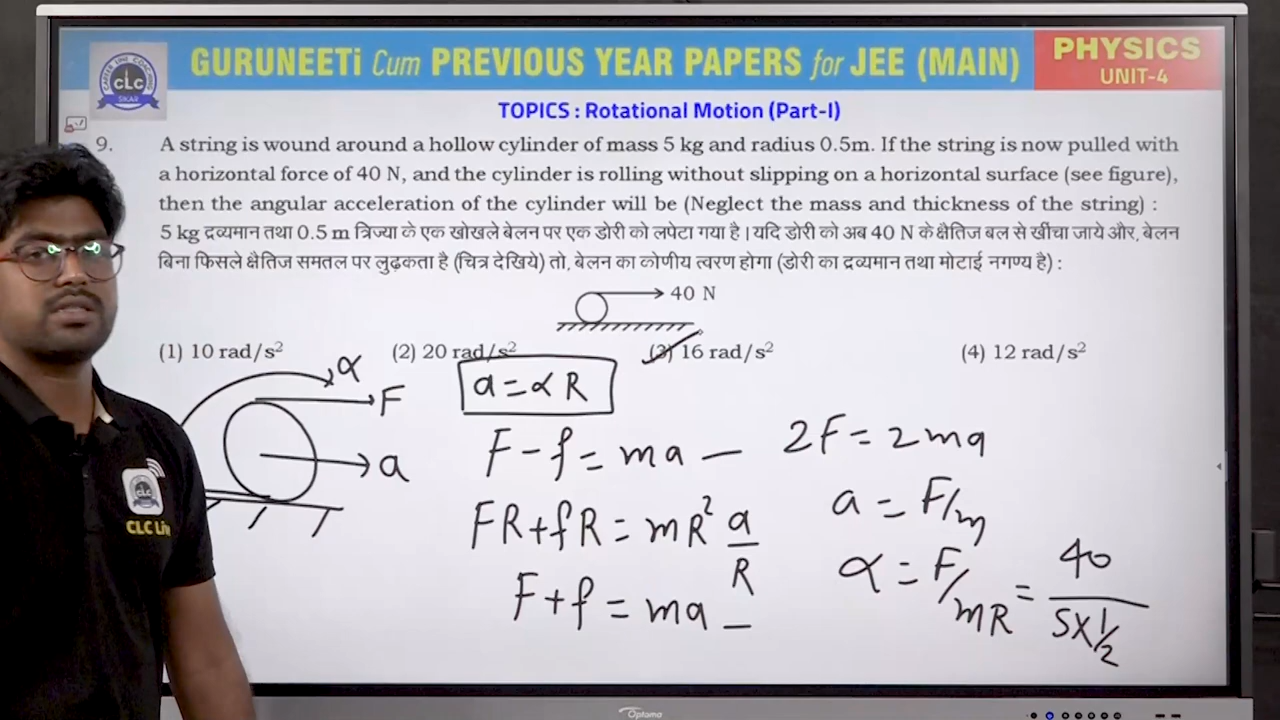 GURUNEETi Cum PREVIOUS YEAR PAPERS for JEE (MAIN)
PHYSICS
UNIT-4
CLC
SIKAR
TOPICS : Rotational Motion (Part-I)
9. A string is wound around a hollow cylinder of mass 5 kg and radius 0.5m. If the string is now pulled with
a horizontal force of 40 N, and the cylinder is rolling without slipping on a horizontal surface (see figure),
then the angular acceleration of the cylinder will be (Neglect the mass and thickness of the string) :
5 kg द्रव्यमान तथा 0.5 m त्रिज्या के एक खोखले बेलन पर एक डोरी को लपेटा गया है। यदि डोरी को अब 40 N के क्षैतिज बल से खींचा जाये और, बेलन
बिना फिसले क्षैतिज समतल पर लुढ़कता है (चित्र देखिये) तो, बेलन का कोणीय त्वरण होगा (डोरी का द्रव्यमान तथा मोटाई नगण्य है) :
40 N
(1) 10 rad/s² (2) 20 rad/s² (3) 16 rad/s² (4) 12 rad/s²
α
F
a
a = αR
F - f = ma —
FR + fR = mR² a/R
F + f = ma —
2F = 2ma
a = F/m
α = F/mR = 40/5×1/2
CLC
CLC Liv
Optoma